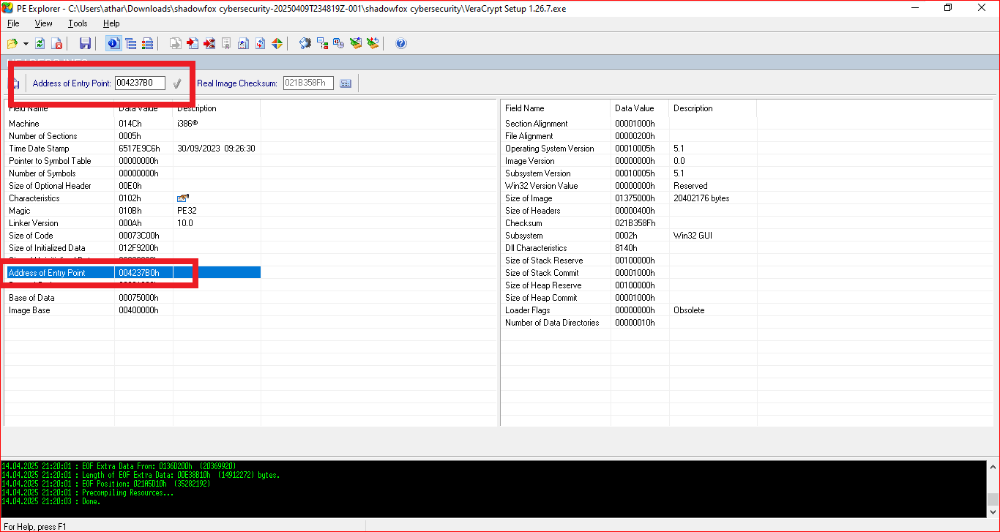 PE Explorer - C:\Users\athar\Downloads\shadowfox cybersecurity-20250409T234819Z-001\shadowfox cybersecurity\VeraCrypt Setup 1.26.7.exe
File View Tools Help
Address of Entry Point: 004237B0 Real Image Checksum: 021B358Fh
Field Name Data Value Description
Machine 014Ch i386®
Number of Sections 0005h
Time Date Stamp 6517E9C6h 30/09/2023 09:26:30
Pointer to Symbol Table 00000000h
Number of Symbols 00000000h
Size of Optional Header 00E0h
Characteristics 0102h
Magic 010Bh PE32
Linker Version 000Ah 10.0
Size of Code 00073C00h
Size of Initialized Data 012F9200h
Address of Entry Point 004237B0h
Base of Data 00075000h
Image Base 00400000h
Field Name Data Value Description
Section Alignment 00001000h
File Alignment 00000200h
Operating System Version 00010005h 5.1
Image Version 00000000h 0.0
Subsystem Version 00010005h 5.1
Win32 Version Value 00000000h Reserved
Size of Image 01375000h 20402176 bytes
Size of Headers 00000400h
Checksum 021B358Fh
Subsystem 0002h Win32 GUI
Dll Characteristics 8140h
Size of Stack Reserve 00100000h
Size of Stack Commit 00001000h
Size of Heap Reserve 00100000h
Size of Heap Commit 00001000h
Loader Flags 00000000h Obsolete
Number of Data Directories 00000010h
14.04.2025 21:20:01 : EOF Extra Data From: 0136D200h (20369920)
14.04.2025 21:20:01 : Length of EOF Extra Data: 00E38B10h (14912272) bytes.
14.04.2025 21:20:01 : EOF Position: 021A5D10h (35282192)
14.04.2025 21:20:01 : Precompiling Resources...
14.04.2025 21:20:03 : Done.
For Help, press F1